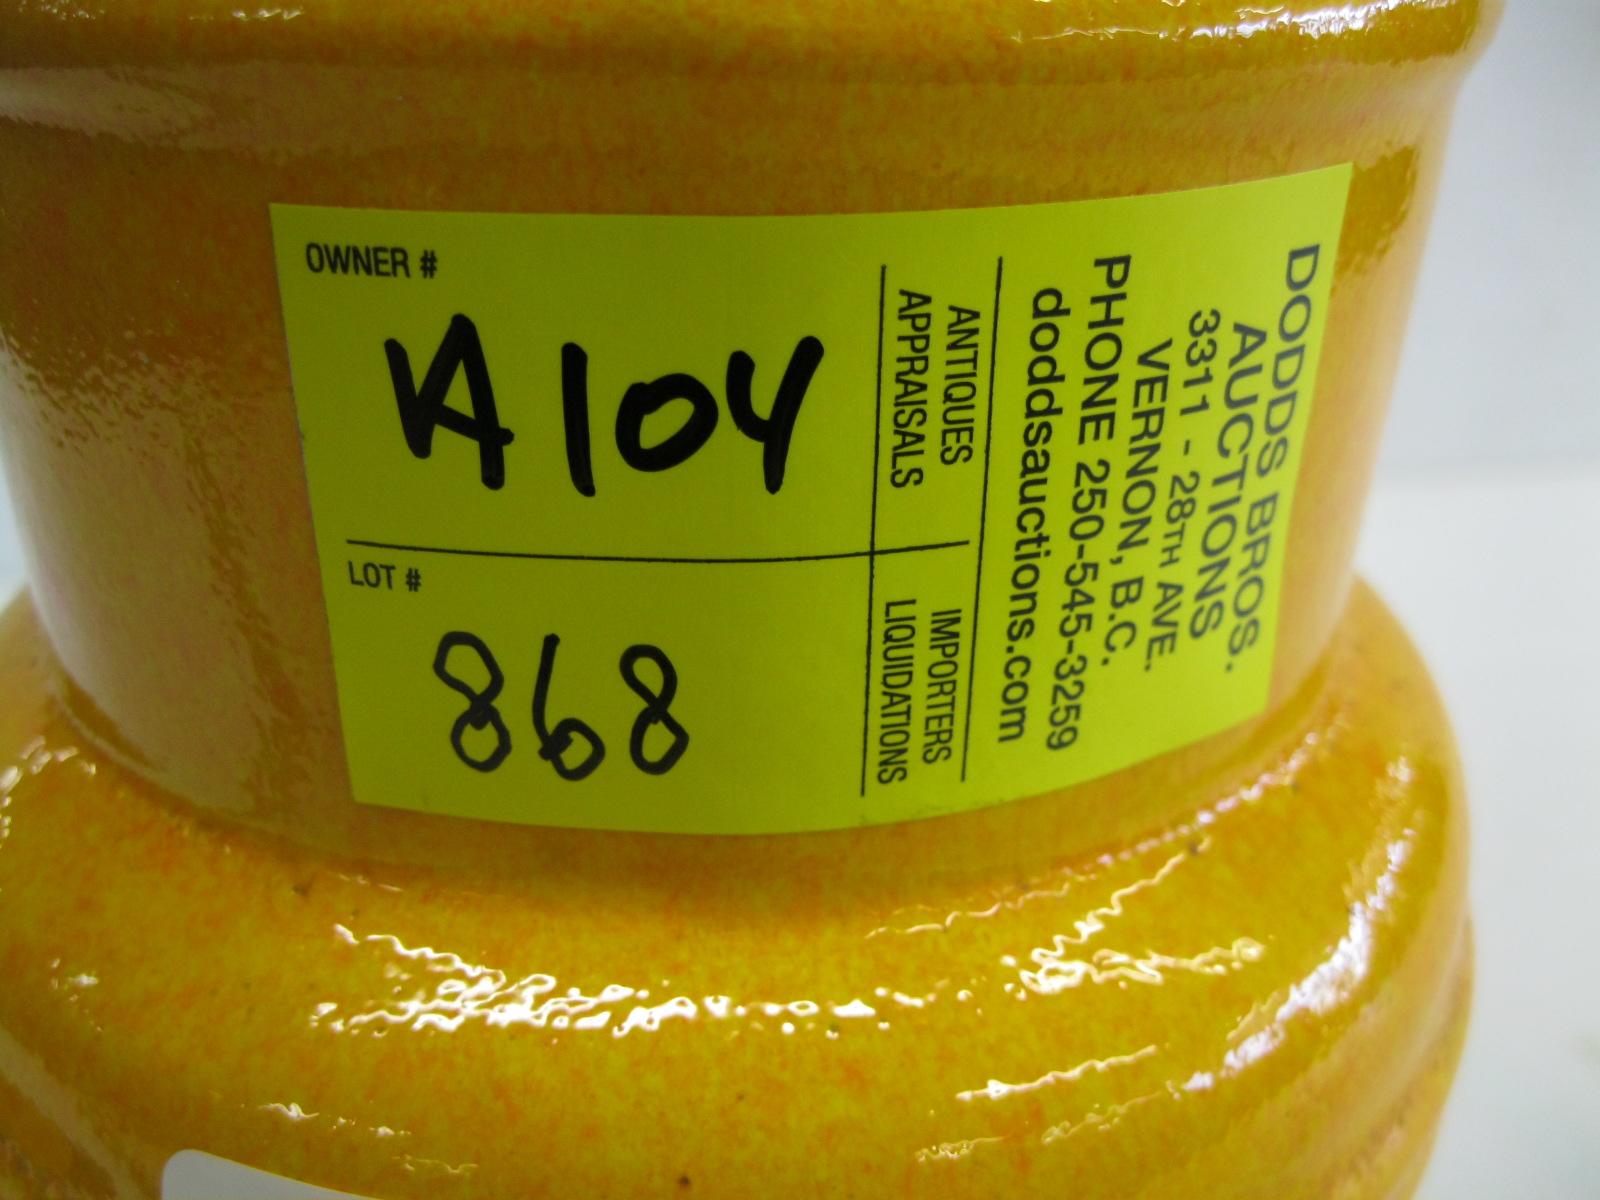 OWNER #
A104
LOT #
868
ANTIQUES
APPRAISALS
IMPORTERS
LIQUIDATIONS
DODDS BROS.
AUCTIONS
3311 - 28TH AVE.
VERNON, B.C.
PHONE 250-545-3259
doddsauctions.com